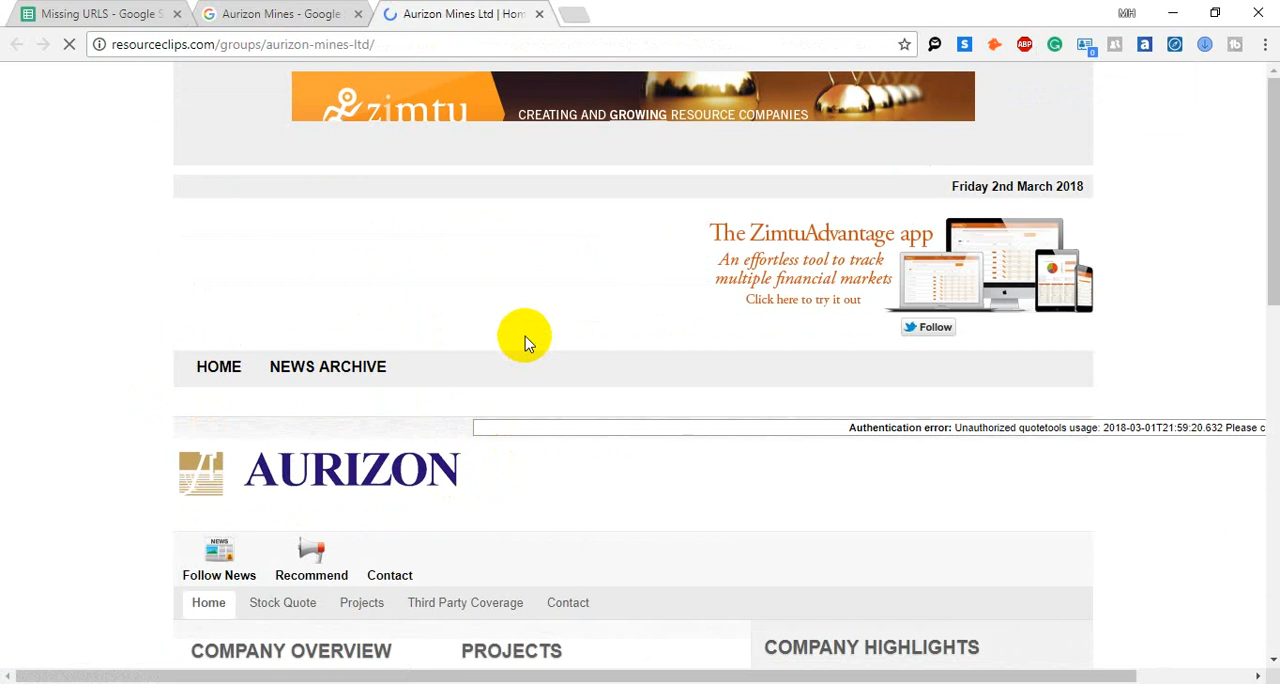 Missing URLS - Google S
Aurizon Mines - Google
Aurizon Mines Ltd | Hom
MH
resourceclips.com/groups/aurizon-mines-ltd/
S
ABP
0
a
tb
zimtu
CREATING AND GROWING RESOURCE COMPANIES
Friday 2nd March 2018
The ZimtuAdvantage app
An effortless tool to track
multiple financial markets
Click here to try it out
Follow
HOME
NEWS ARCHIVE
Authentication error: Unauthorized quotetools usage: 2018-03-01T21:59:20.632 Please c
AURIZON
NEWS
Follow News
Recommend
Contact
Home
Stock Quote
Projects
Third Party Coverage
Contact
COMPANY OVERVIEW
PROJECTS
COMPANY HIGHLIGHTS